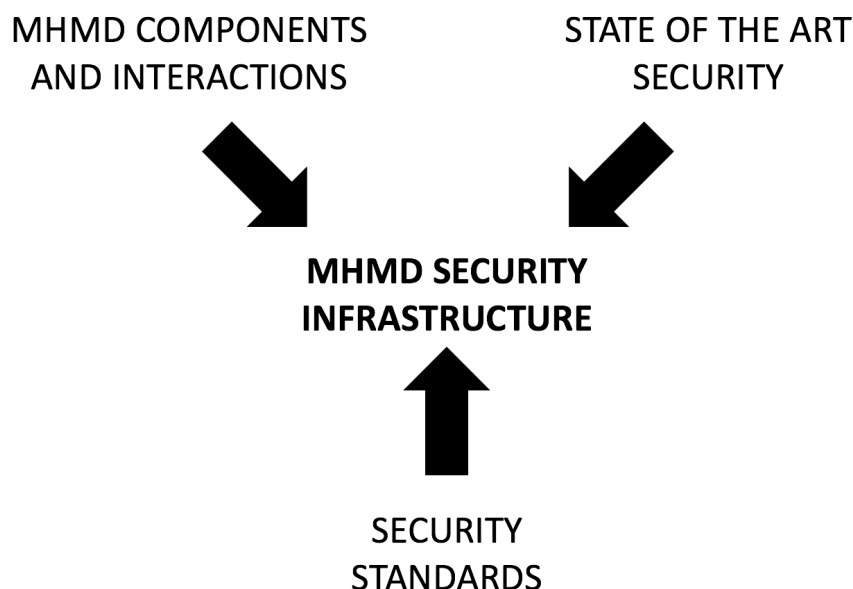 MHMD COMPONENTS
AND INTERACTIONS
STATE OF THE ART
SECURITY
MHMD SECURITY
INFRASTRUCTURE
SECURITY
STANDARDS